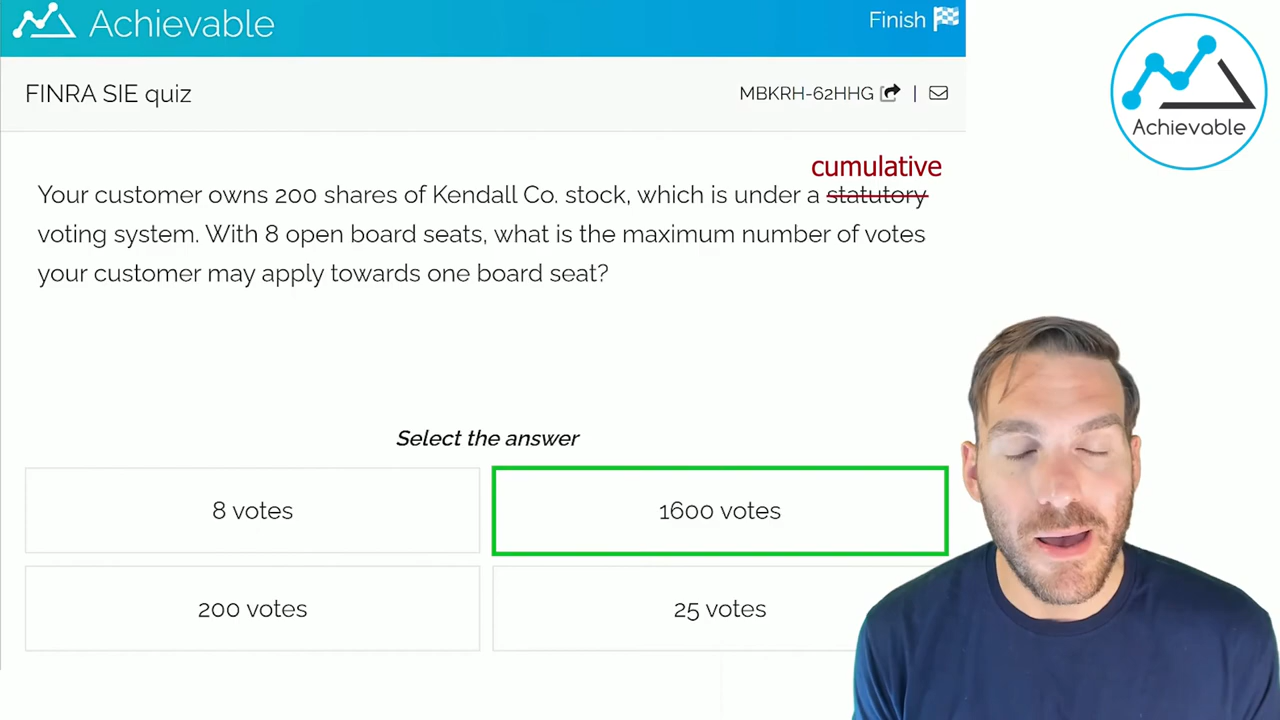 Achievable
Finish
FINRA SIE quiz
MBKRH-62HHG |
Achievable
cumulative
Your customer owns 200 shares of Kendall Co. stock, which is under a statutory
voting system. With 8 open board seats, what is the maximum number of votes
your customer may apply towards one board seat?
Select the answer
8 votes
1600 votes
200 votes
25 votes